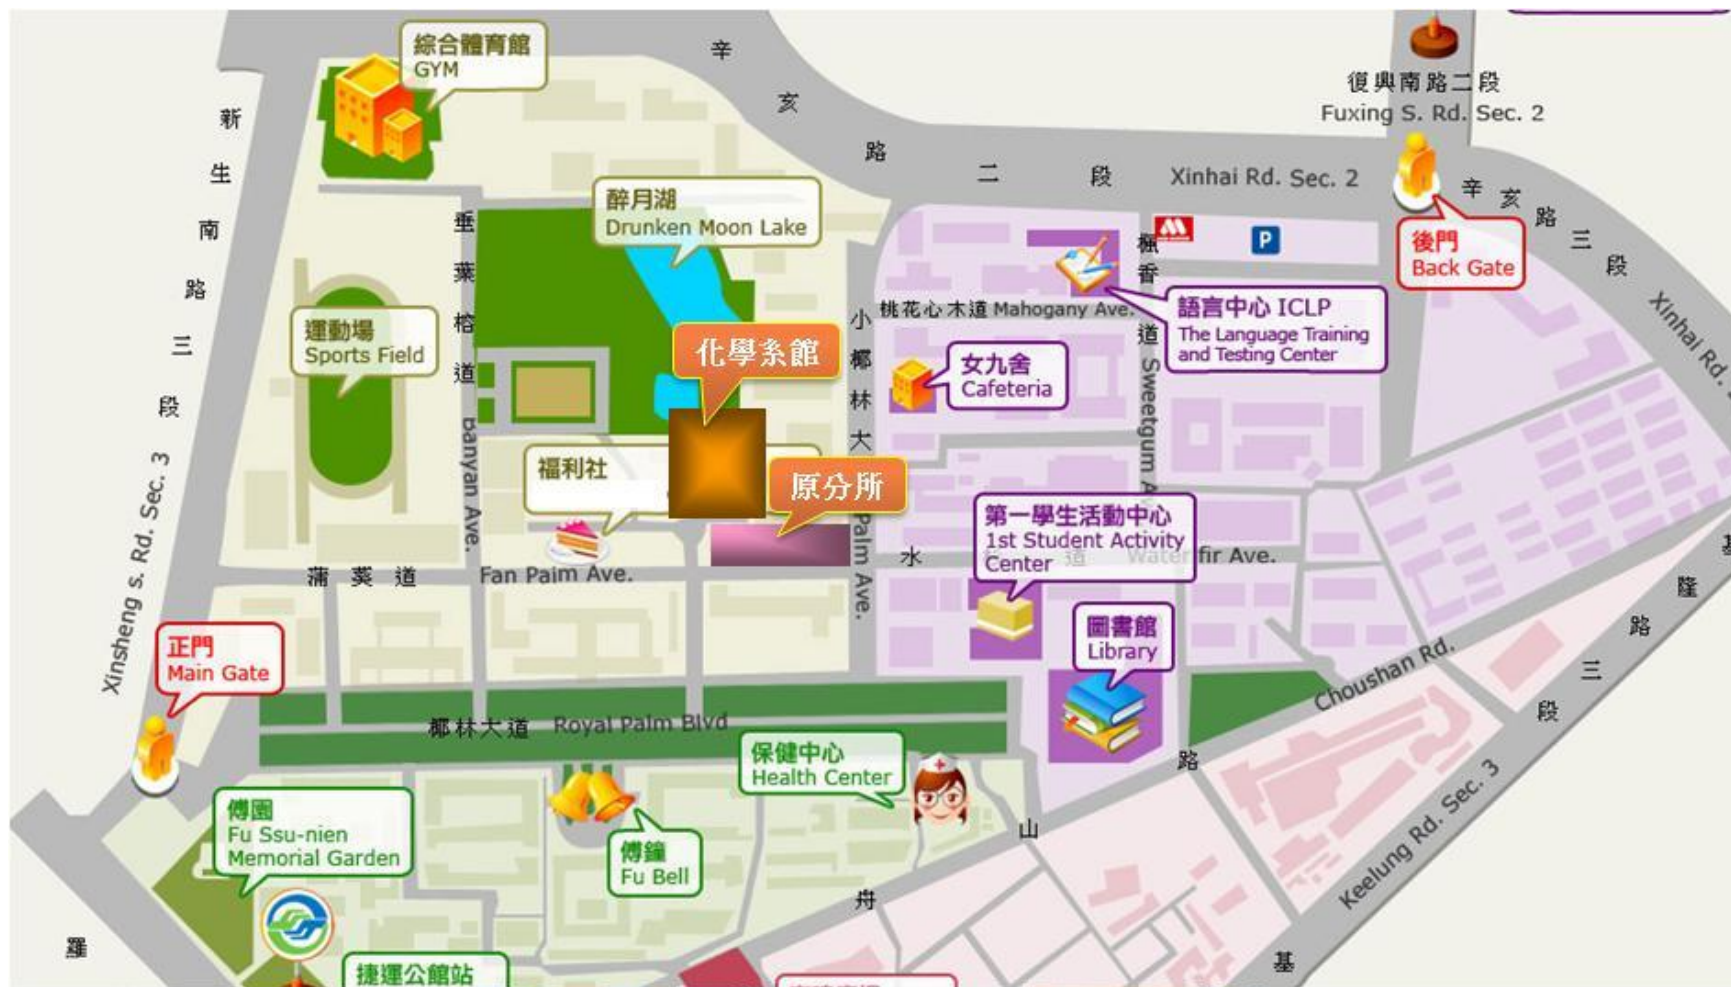 綜合體育館
GYM
辛亥路二段
Xinhai Rd. Sec. 2
復興南路二段
Fuxing S. Rd. Sec. 2
新生南路三段
Xinsheng s. Rd. Sec. 3
醉月湖
Drunken Moon Lake
後門
Back Gate
辛亥路三段
Xinhai Rd.
垂葉榕道
Banyan Ave.
運動場
Sports Field
小椰林大
Palm Ave.
桃花心木道 Mahogany Ave.
楓香道
Sweetgum A
P
語言中心 ICLP
The Language Training
and Testing Center
化學系館
女九舍
Cafeteria
福利社
原分所
第一學生活動中心
1st Student Activity
Center
水
道
Water fir Ave.
蒲葵道
Fan Palm Ave.
正門
Main Gate
圖書館
Library
椰林大道 Royal Palm Blvd
保健中心
Health Center
傅園
Fu Ssu-nien
Memorial Garden
傅鐘
Fu Bell
捷運公館站
舟山路
Choushan Rd.
基隆路三段
Keelung Rd. Sec. 3
基
羅